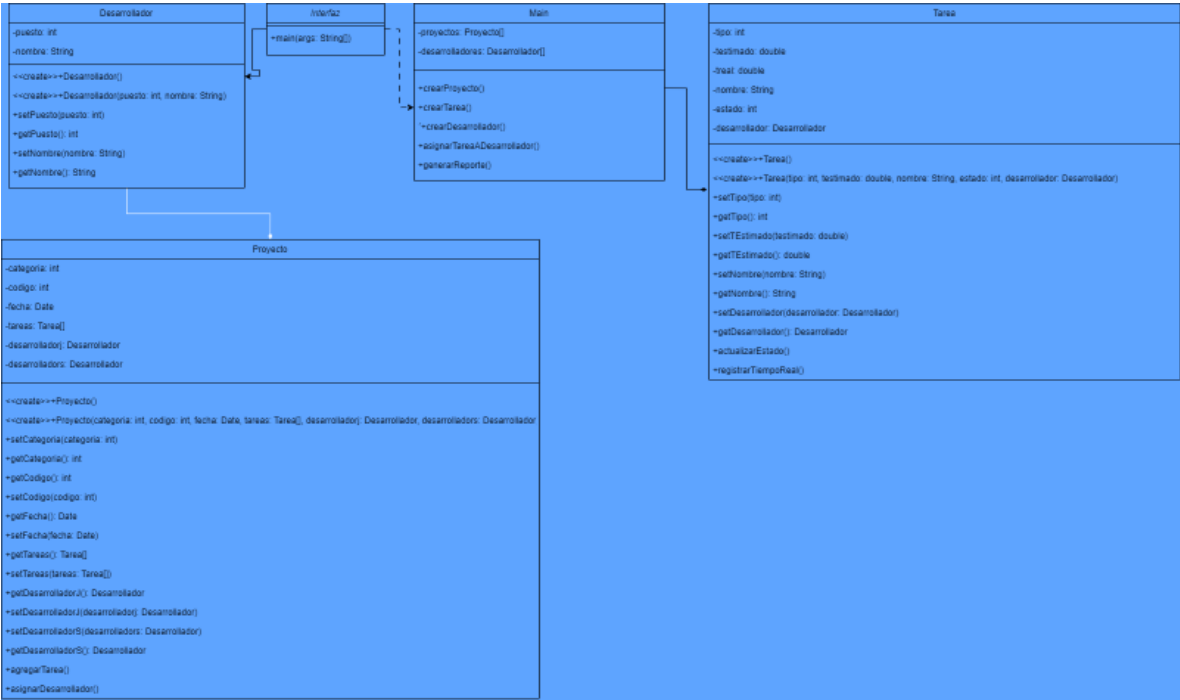 Desarrollador
-puesto: int
-nombre: String
<<create>>+Desarrollador()
<<create>>+Desarrollador(puesto: int, nombre: String)
+setPuesto(puesto: int)
+getPuesto(): int
+setNombre(nombre: String)
+getNombre(): String
Interfaz
+main(args: String[])
Main
-proyectos: Proyecto[]
-desarrolladores: Desarrollador[]
+crearProyecto()
+crearTarea()
'+crearDesarrollador()
+asignarTareaADesarrollador()
+generarReporte()
Tarea
-tipo: int
-testimado: double
-treal: double
-nombre: String
-estado: int
-desarrollador: Desarrollador
<<create>>+Tarea()
<<create>>+Tarea(tipo: int, testimado: double, nombre: String, estado: int, desarrollador: Desarrollador)
+setTipo(tipo: int)
+getTipo(): int
+setTEstimado(testimado: double)
+getTEstimado(): double
+setNombre(nombre: String)
+getNombre(): String
+setDesarrollador(desarrollador: Desarrollador)
+getDesarrollador(): Desarrollador
+actualizarEstado()
+registrarTiempoReal()
Proyecto
-categoria: int
-codigo: int
-fecha: Date
-tareas: Tarea[]
-desarrolladorj: Desarrollador
-desarrolladors: Desarrollador
<<create>>+Proyecto()
<<create>>+Proyecto(categoria: int, codigo: int, fecha: Date, tareas: Tarea[], desarrolladorj: Desarrollador, desarrolladors: Desarrollador
+setCategoria(categoria: int)
+getCategoria(): int
+getCodigo(): int
+setCodigo(codigo: int)
+getFecha(): Date
+setFecha(fecha: Date)
+getTareas(): Tarea[]
+setTareas(tareas: Tarea[])
+getDesarrolladorJ(): Desarrollador
+setDesarrolladorJ(desarrolladorj: Desarrollador)
+setDesarrolladorS(desarrolladors: Desarrollador)
+getDesarrolladorS(): Desarrollador
+agregarTarea()
+asignarDesarrollador()